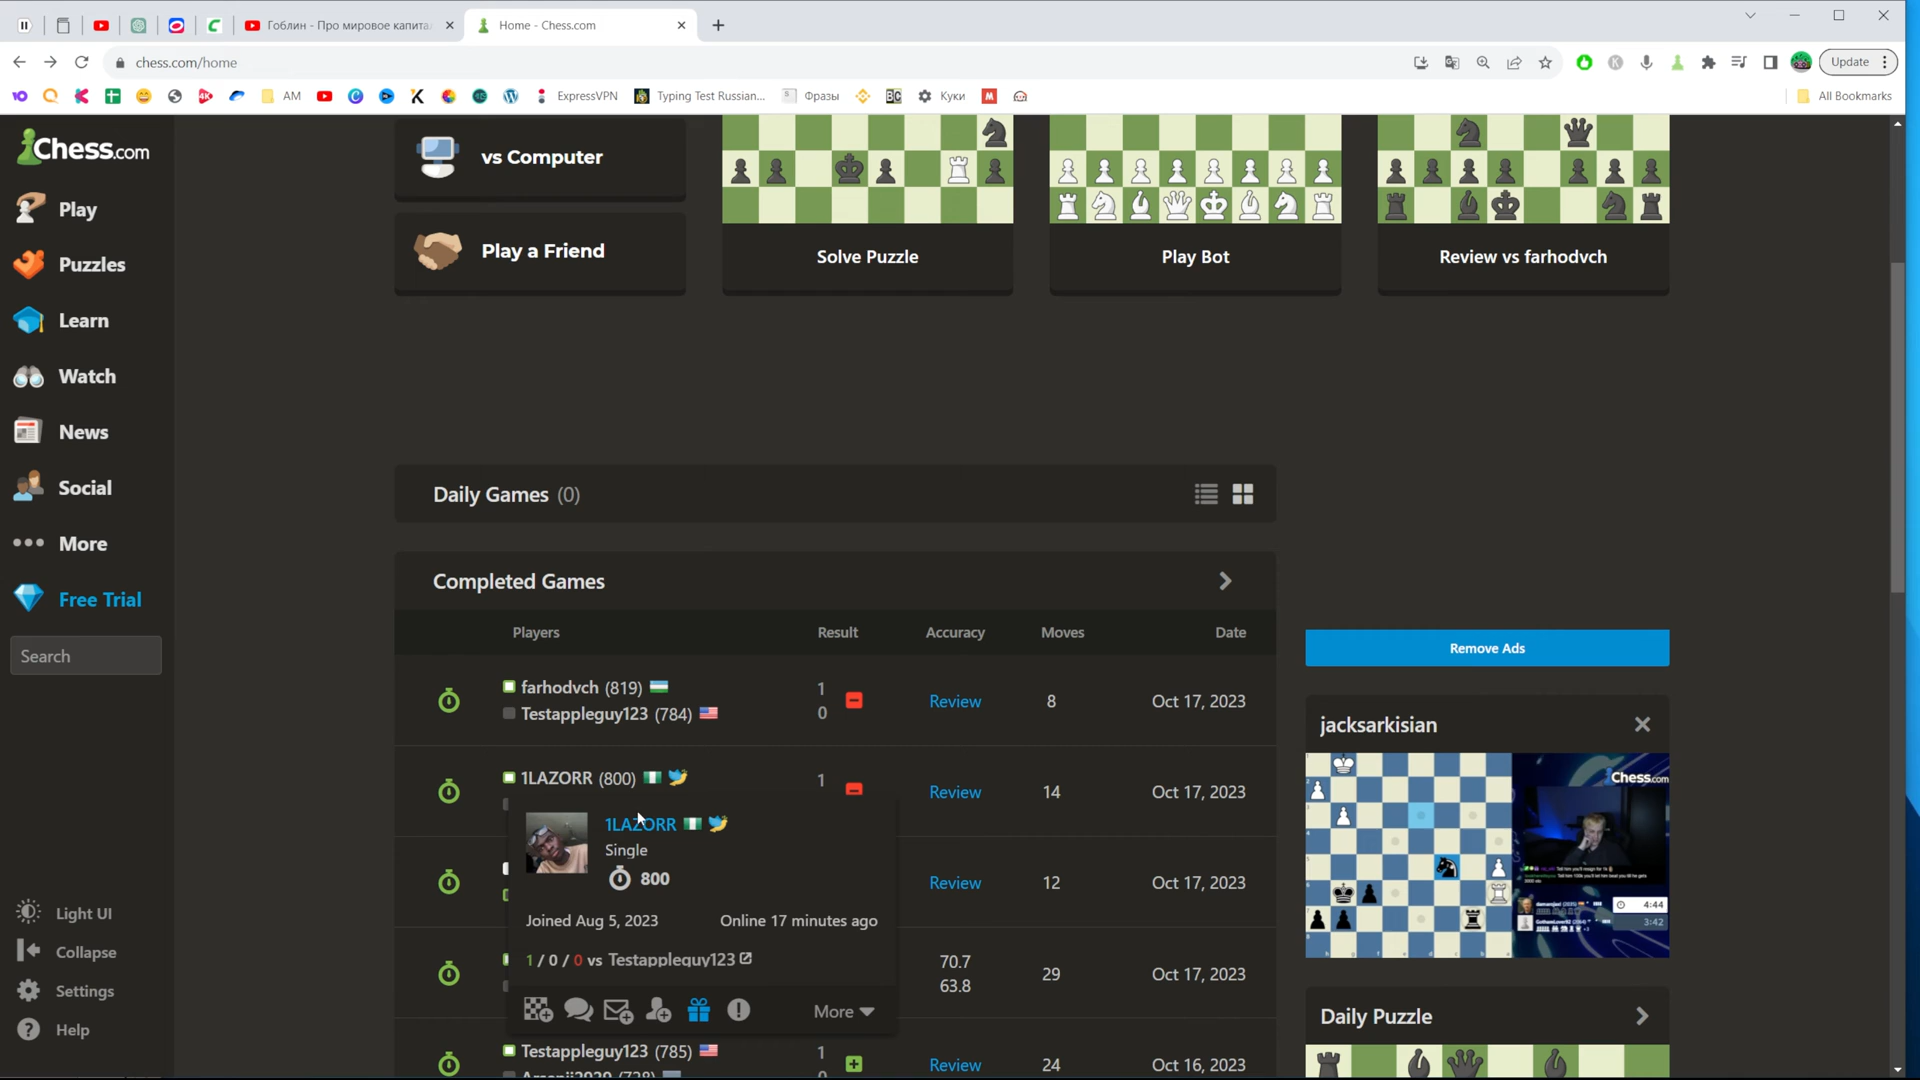 Гоблин - Про мировое капитал
Home - Chess.com
chess.com/home
Update
AM
ExpressVPN
Typing Test Russian...
Фразы
Куки
All Bookmarks
Chess.com
Play
Puzzles
Learn
Watch
News
Social
More
Free Trial
Search
Light UI
Collapse
Settings
Help
vs Computer
Play a Friend
Solve Puzzle
Play Bot
Review vs farhodvch
Daily Games (0)
Completed Games
Players Result Accuracy Moves Date
farhodvch (819) 1
Testappleguy123 (784) 0
Review 8 Oct 17, 2023
1LAZORR (800) 1
Review 14 Oct 17, 2023
1LAZORR
Single
800
Joined Aug 5, 2023 Online 17 minutes ago
1 / 0 / 0 vs Testappleguy123
More
Review 12 Oct 17, 2023
70.7
63.8
29 Oct 17, 2023
Testappleguy123 (785) 1
Review 24 Oct 16, 2023
Remove Ads
jacksarkisian
Chess.com
4:44
3:42
Daily Puzzle